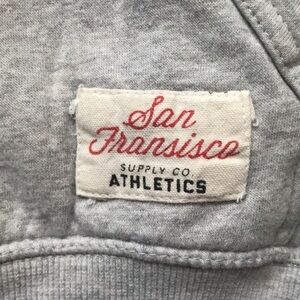 San
Fransisco
SUPPLY CO.
ATHLETICS